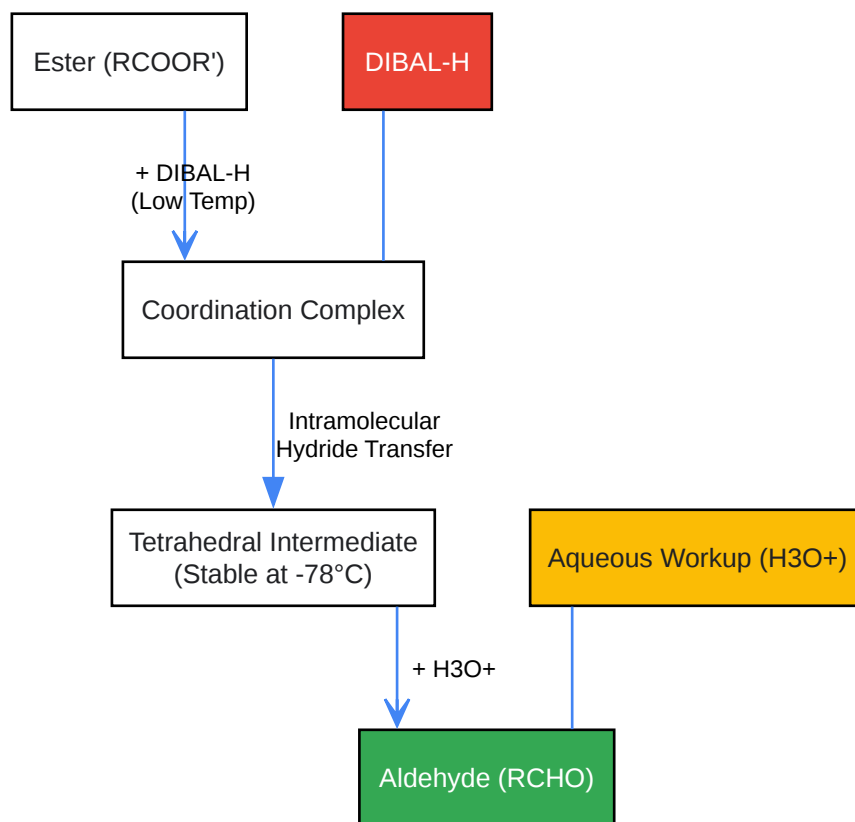 Ester (RCOOR')
DIBAL-H
+ DIBAL-H
(Low Temp)
Coordination Complex
Intramolecular
Hydride Transfer
Tetrahedral Intermediate
(Stable at -78°C)
Aqueous Workup (H3O+)
+ H3O+
Aldehyde (RCHO)